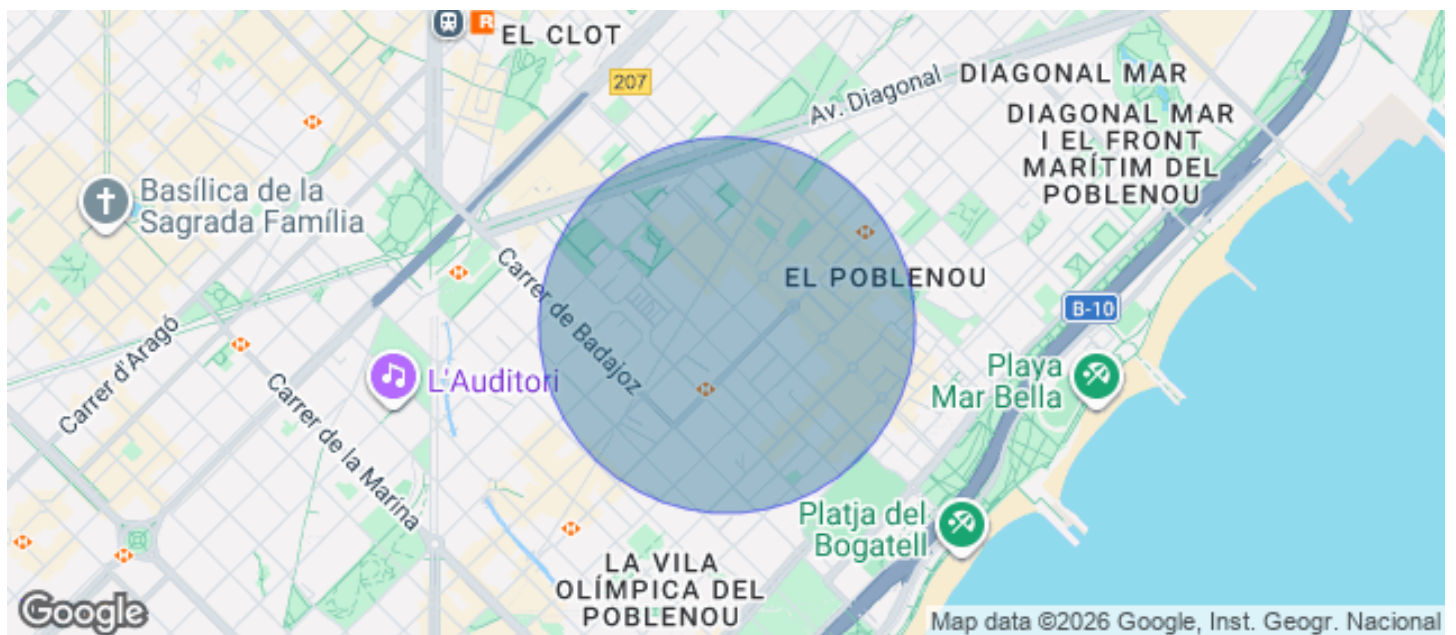 R
EL CLOT
207
Av. Diagonal
DIAGONAL MAR
DIAGONAL MAR
I EL FRONT
MARÍTIM DEL
POBLENOU
Basílica de la
Sagrada Família
Carrer de Badajoz
EL POBLENOU
B-10
Carrer d'Aragó
L'Auditori
Carrer de la Marina
Playa
Mar Bella
Platja del
Bogatell
LA VILA
OLÍMPICA DEL
POBLENOU
Google
Map data ©2026 Google, Inst. Geogr. Nacional